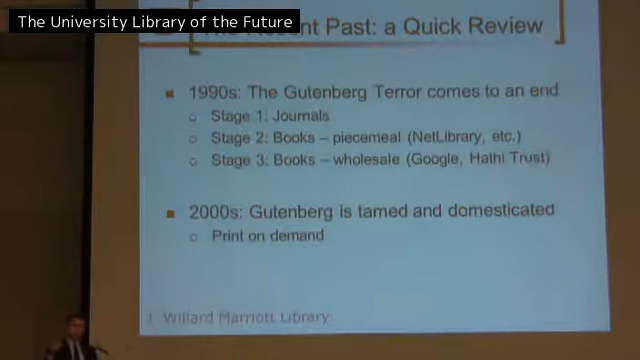 The University Library of the Future
The Recent Past: a Quick Review
1990s: The Gutenberg Terror comes to an end
Stage 1: Journals
Stage 2: Books – piecemeal (NetLibrary, etc.)
Stage 3: Books – wholesale (Google, Hathi Trust)
2000s: Gutenberg is tamed and domesticated
Print on demand
J. Willard Marriott Library